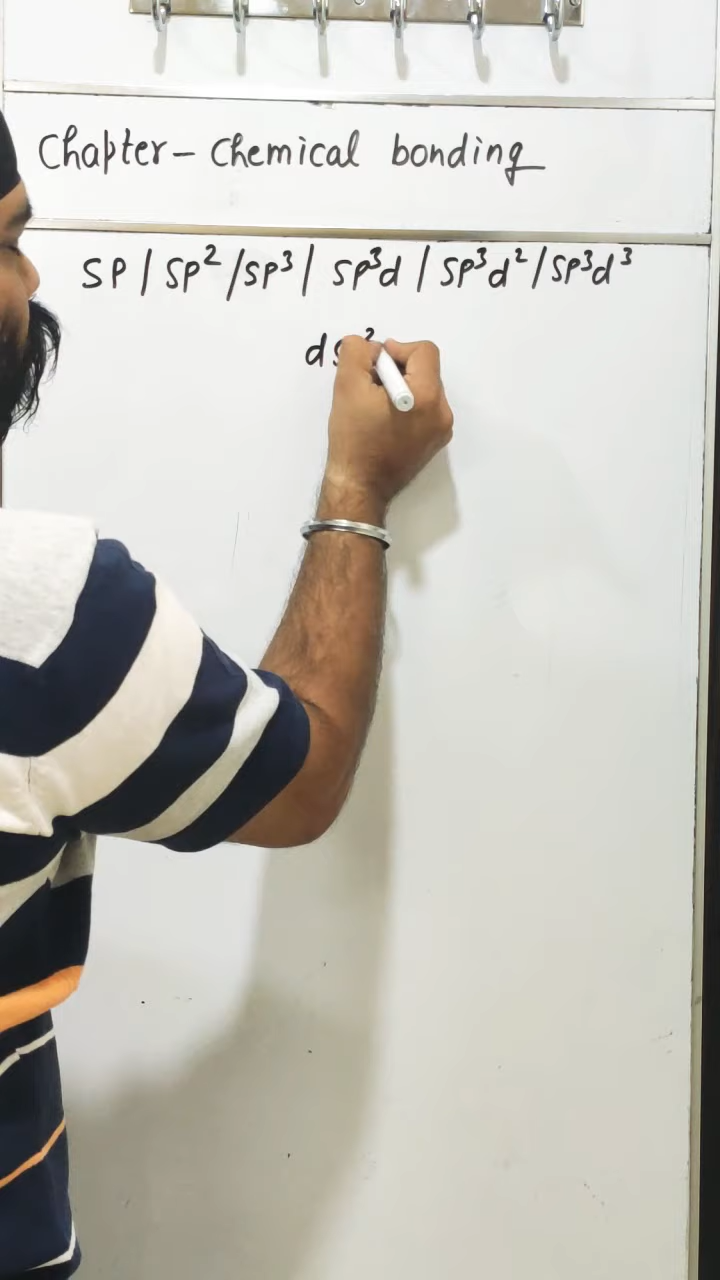 Chapter - Chemical bonding
SP / SP² / SP³ / SP³d / SP³d² / SP³d³